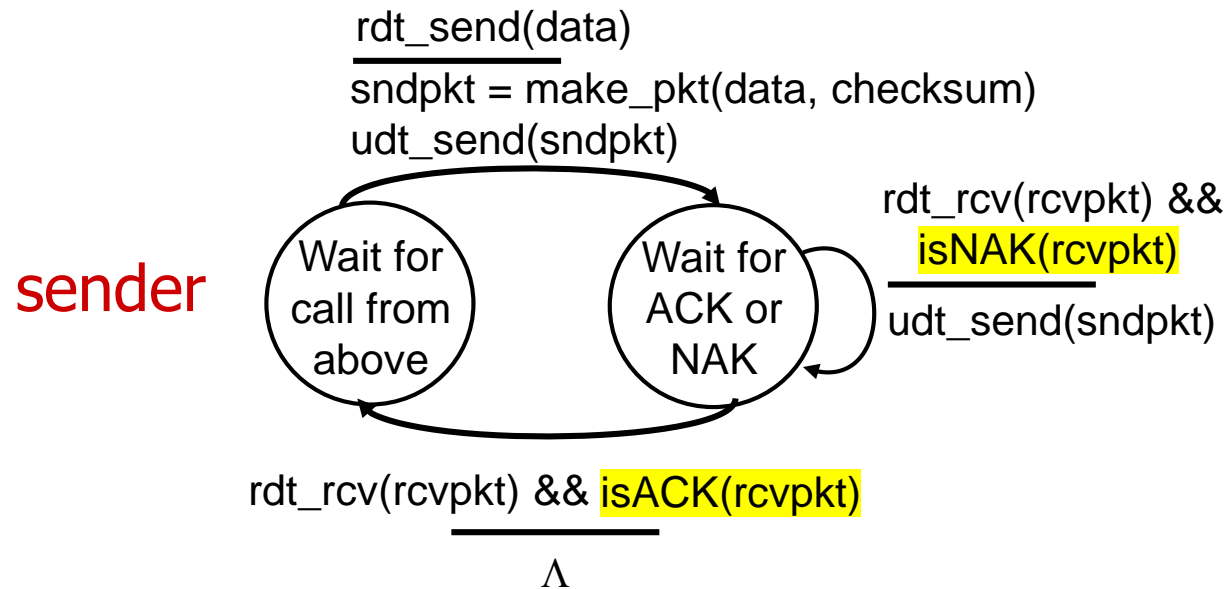 rdt_send(data)
sndpkt = make_pkt(data, checksum)
udt_send(sndpkt)
sender
Wait for
call from
above
Wait for
ACK or
NAK
rdt_rcv(rcvpkt) &&
isNAK(rcvpkt)
udt_send(sndpkt)
rdt_rcv(rcvpkt) && isACK(rcvpkt)
Λ